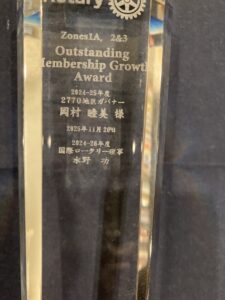 Rotary
Zones1A, 2&3
Outstanding
Membership Growth
Award
2024-25年度
2770地区ガバナー
岡村 睦美 様
2025年11月20日
2024-26年度
国際ロータリー理事
水野 功